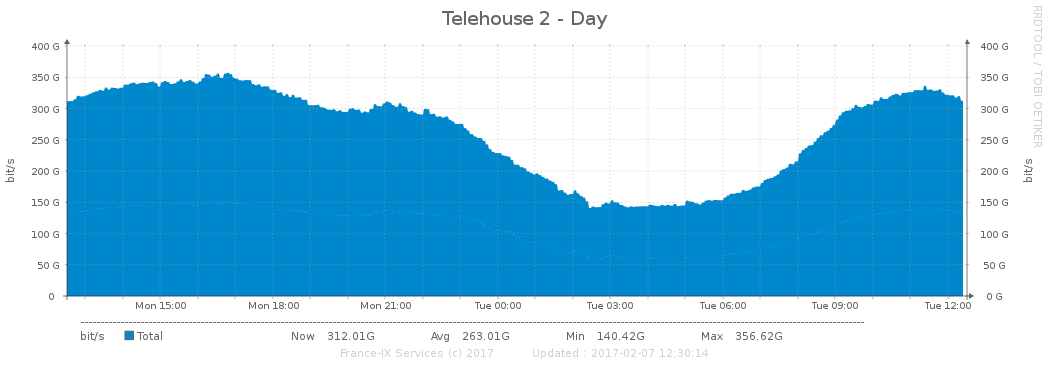 Telehouse 2 - Day
RRDTOOL / TOBI OETIKER
400 G 400 G
350 G 350 G
300 G 300 G
250 G 250 G
200 G 200 G
150 G 150 G
100 G 100 G
50 G 50 G
0 0 G
bit/s bit/s
Mon 15:00 Mon 18:00 Mon 21:00 Tue 00:00 Tue 03:00 Tue 06:00 Tue 09:00 Tue 12:00
bit/s Total Now 312.01G Avg 263.01G Min 140.42G Max 356.62G
France-IX Services (c) 2017 Updated : 2017-02-07 12:30:14